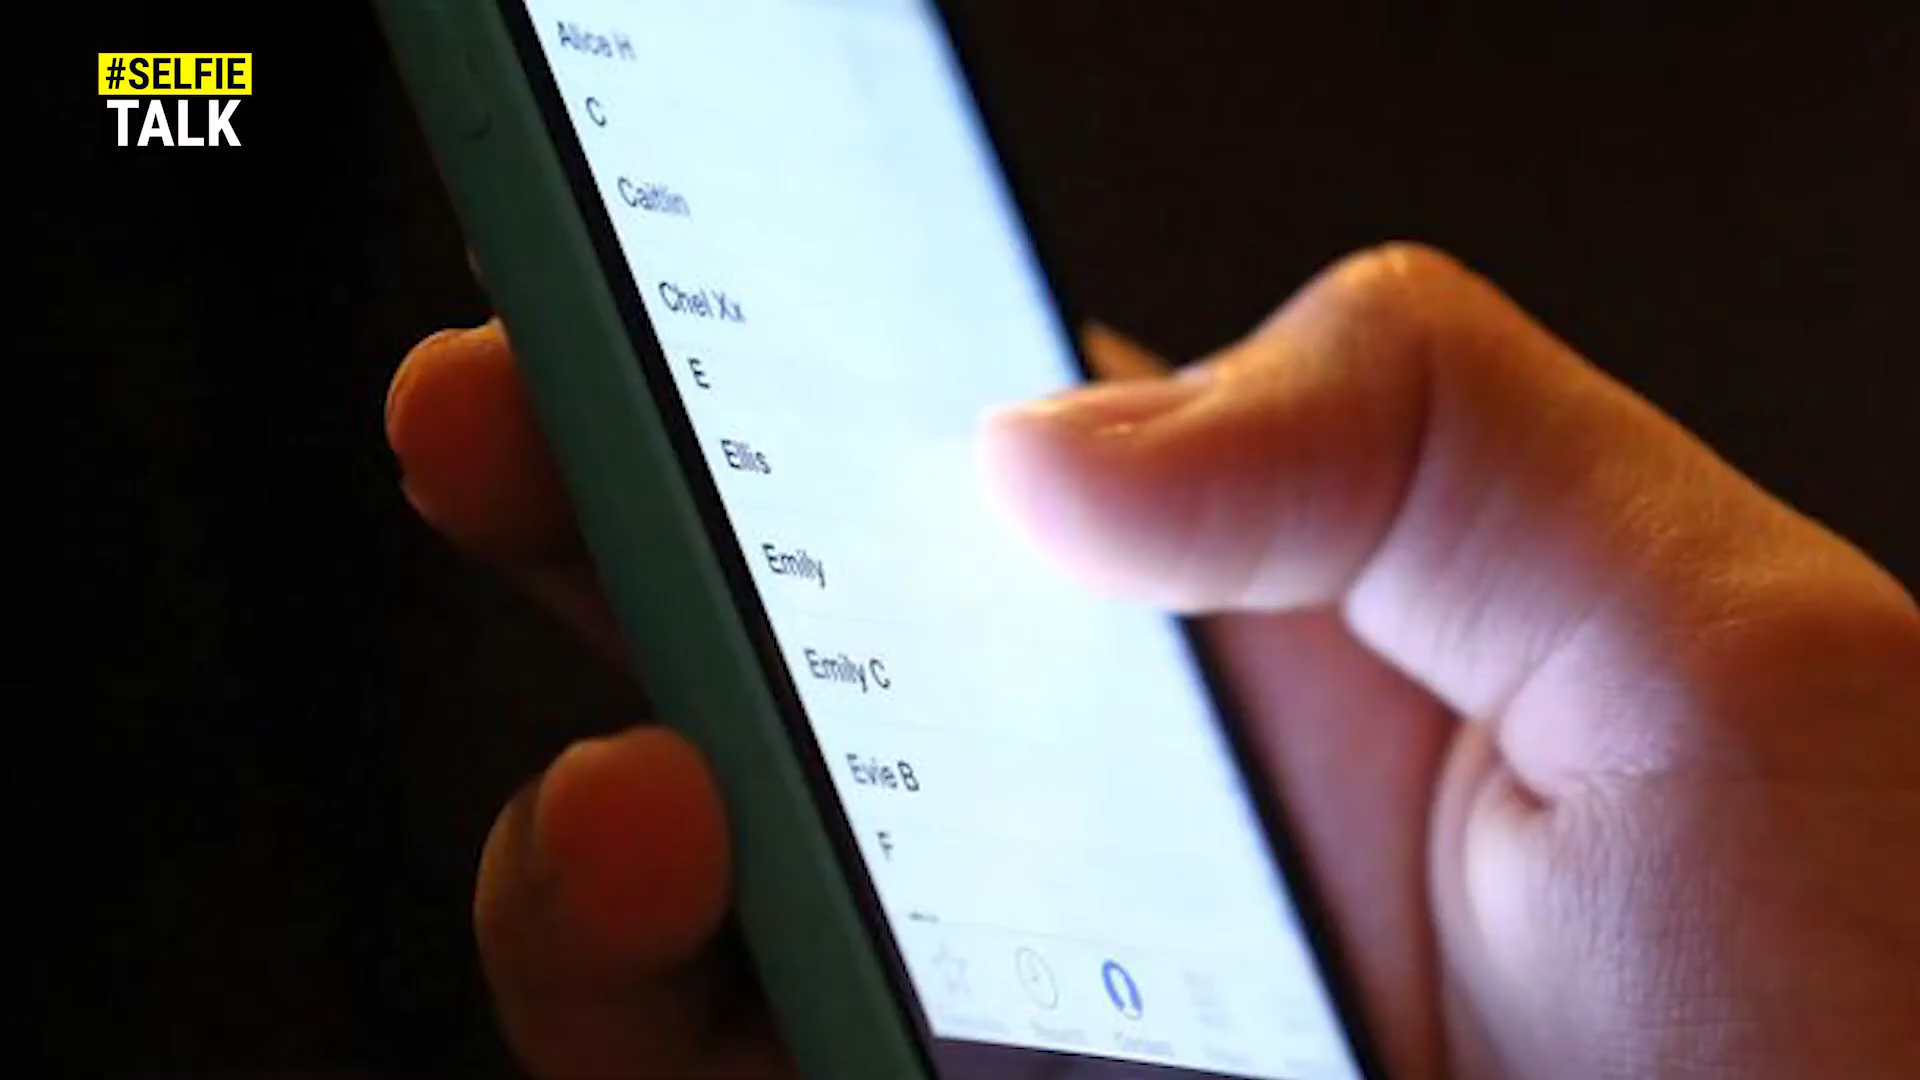 #SELFIE
TALK
Alice H
C
Caitlin
Chel Xx
E
Ellis
Emily
Emily C
Evie B
F